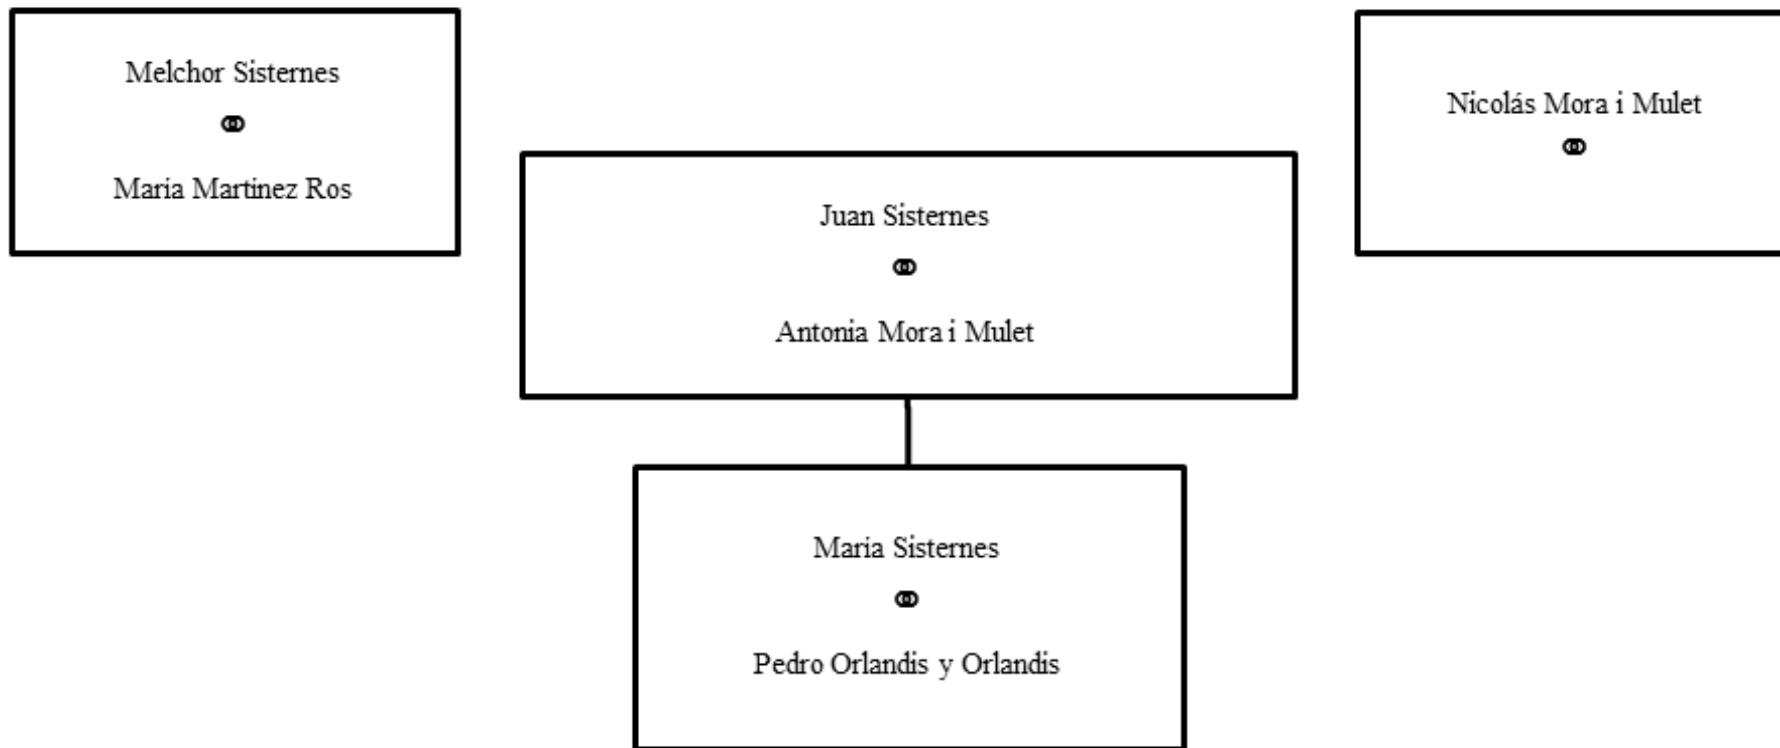 Melchor Sisternes
⚭
Maria Martinez Ros
Nicolás Mora i Mulet
⚭
Juan Sisternes
⚭
Antonia Mora i Mulet
Maria Sisternes
⚭
Pedro Orlandis y Orlandis